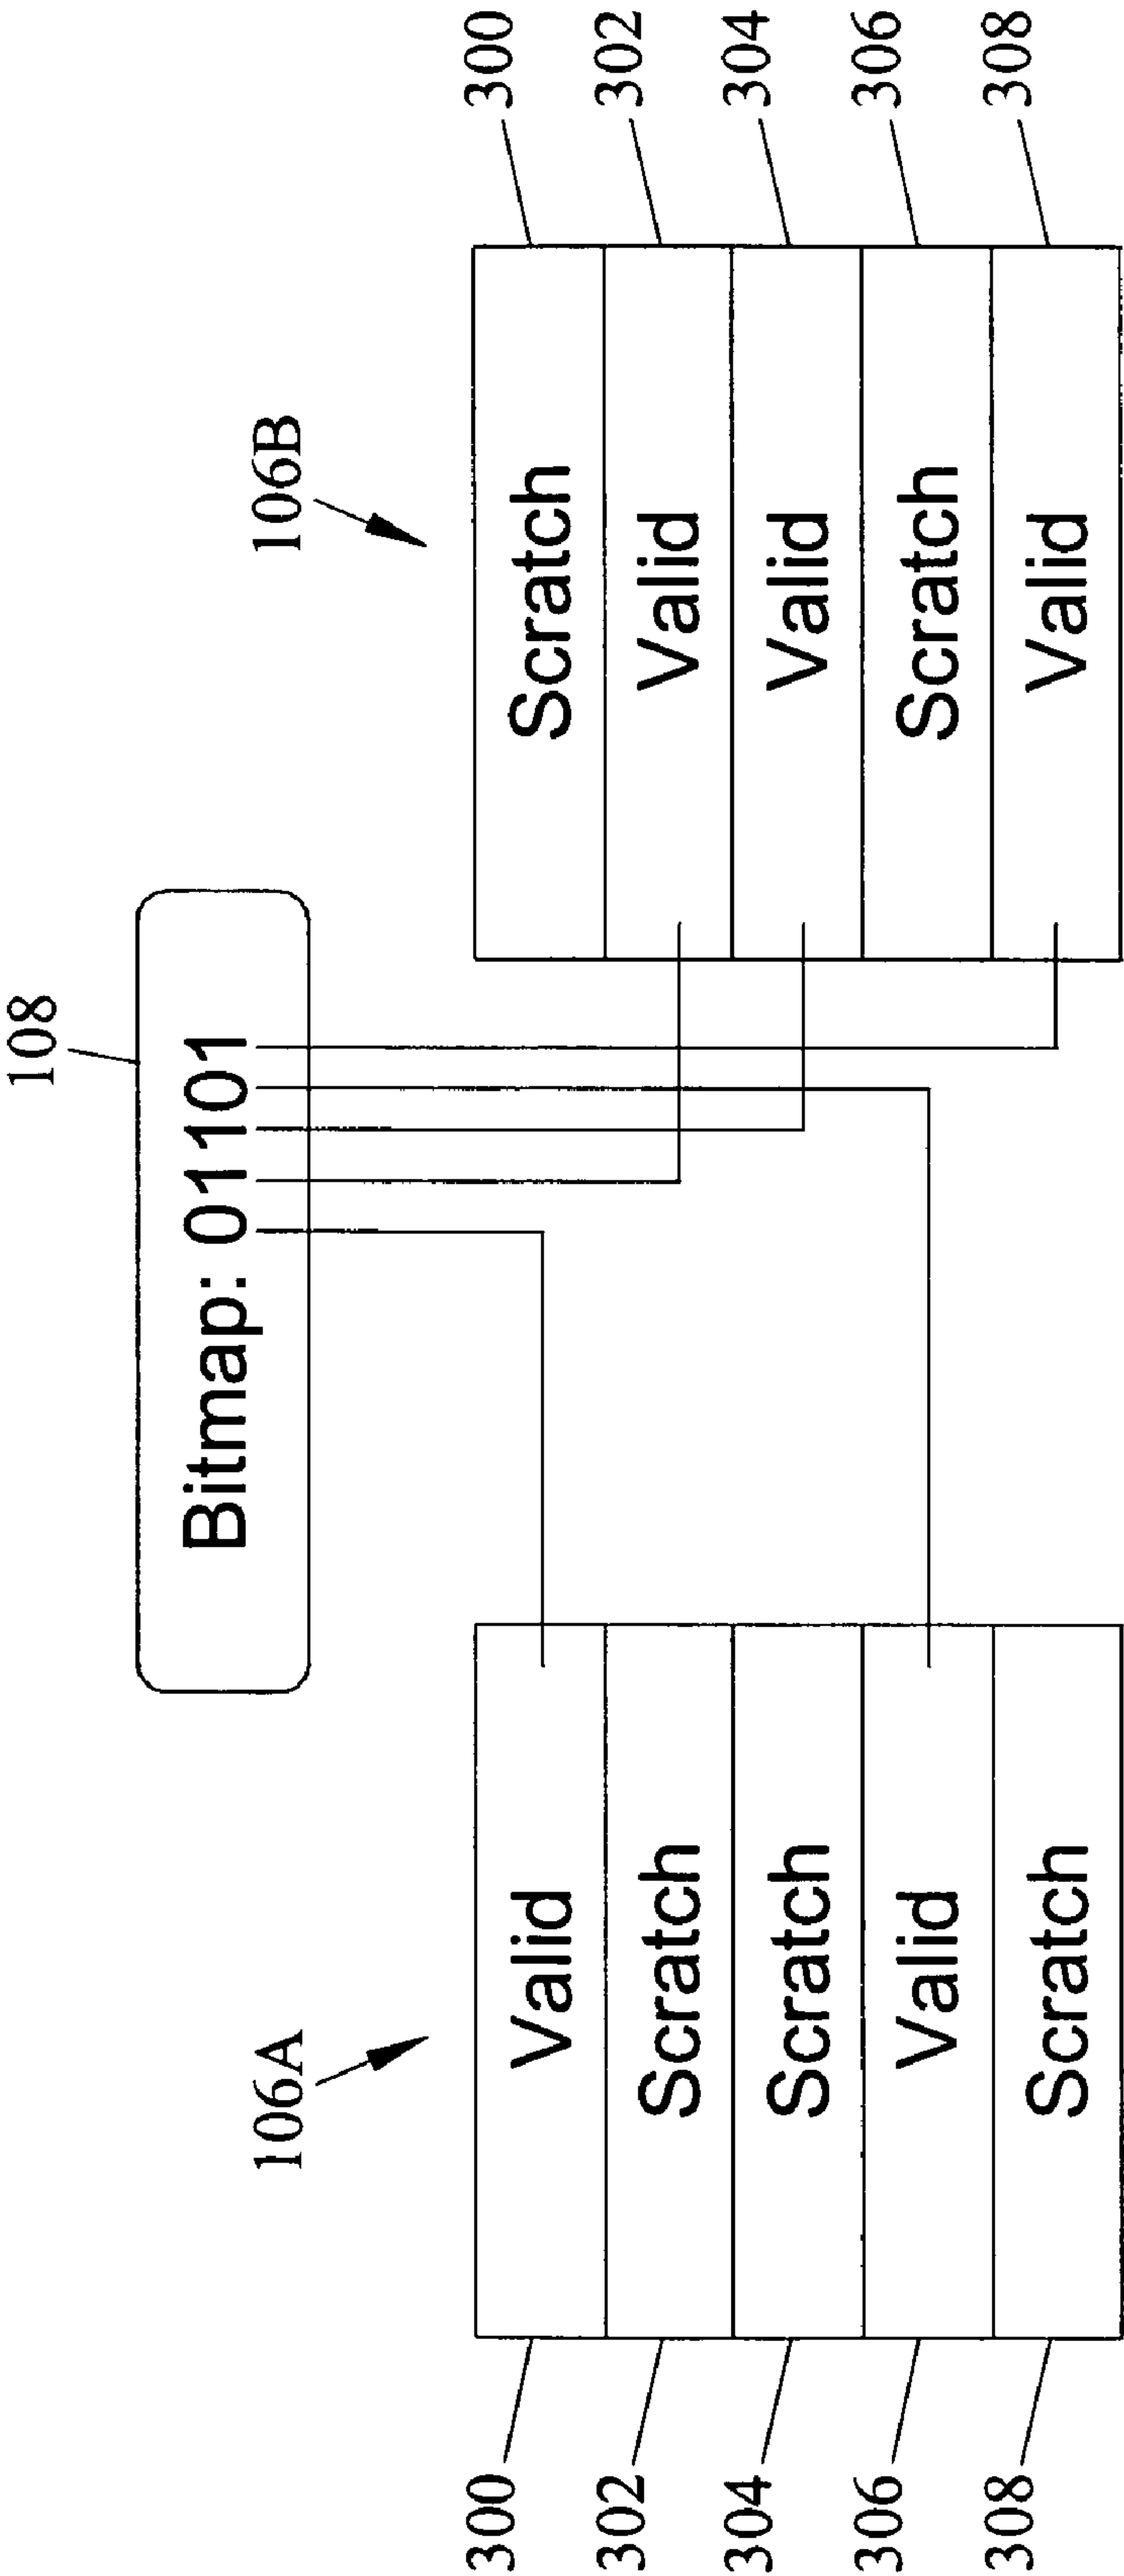 108
Bitmap: 01101
106A
106B
300 Valid
302 Scratch
304 Scratch
306 Valid
308 Scratch
Scratch 300
Valid 302
Valid 304
Scratch 306
Valid 308